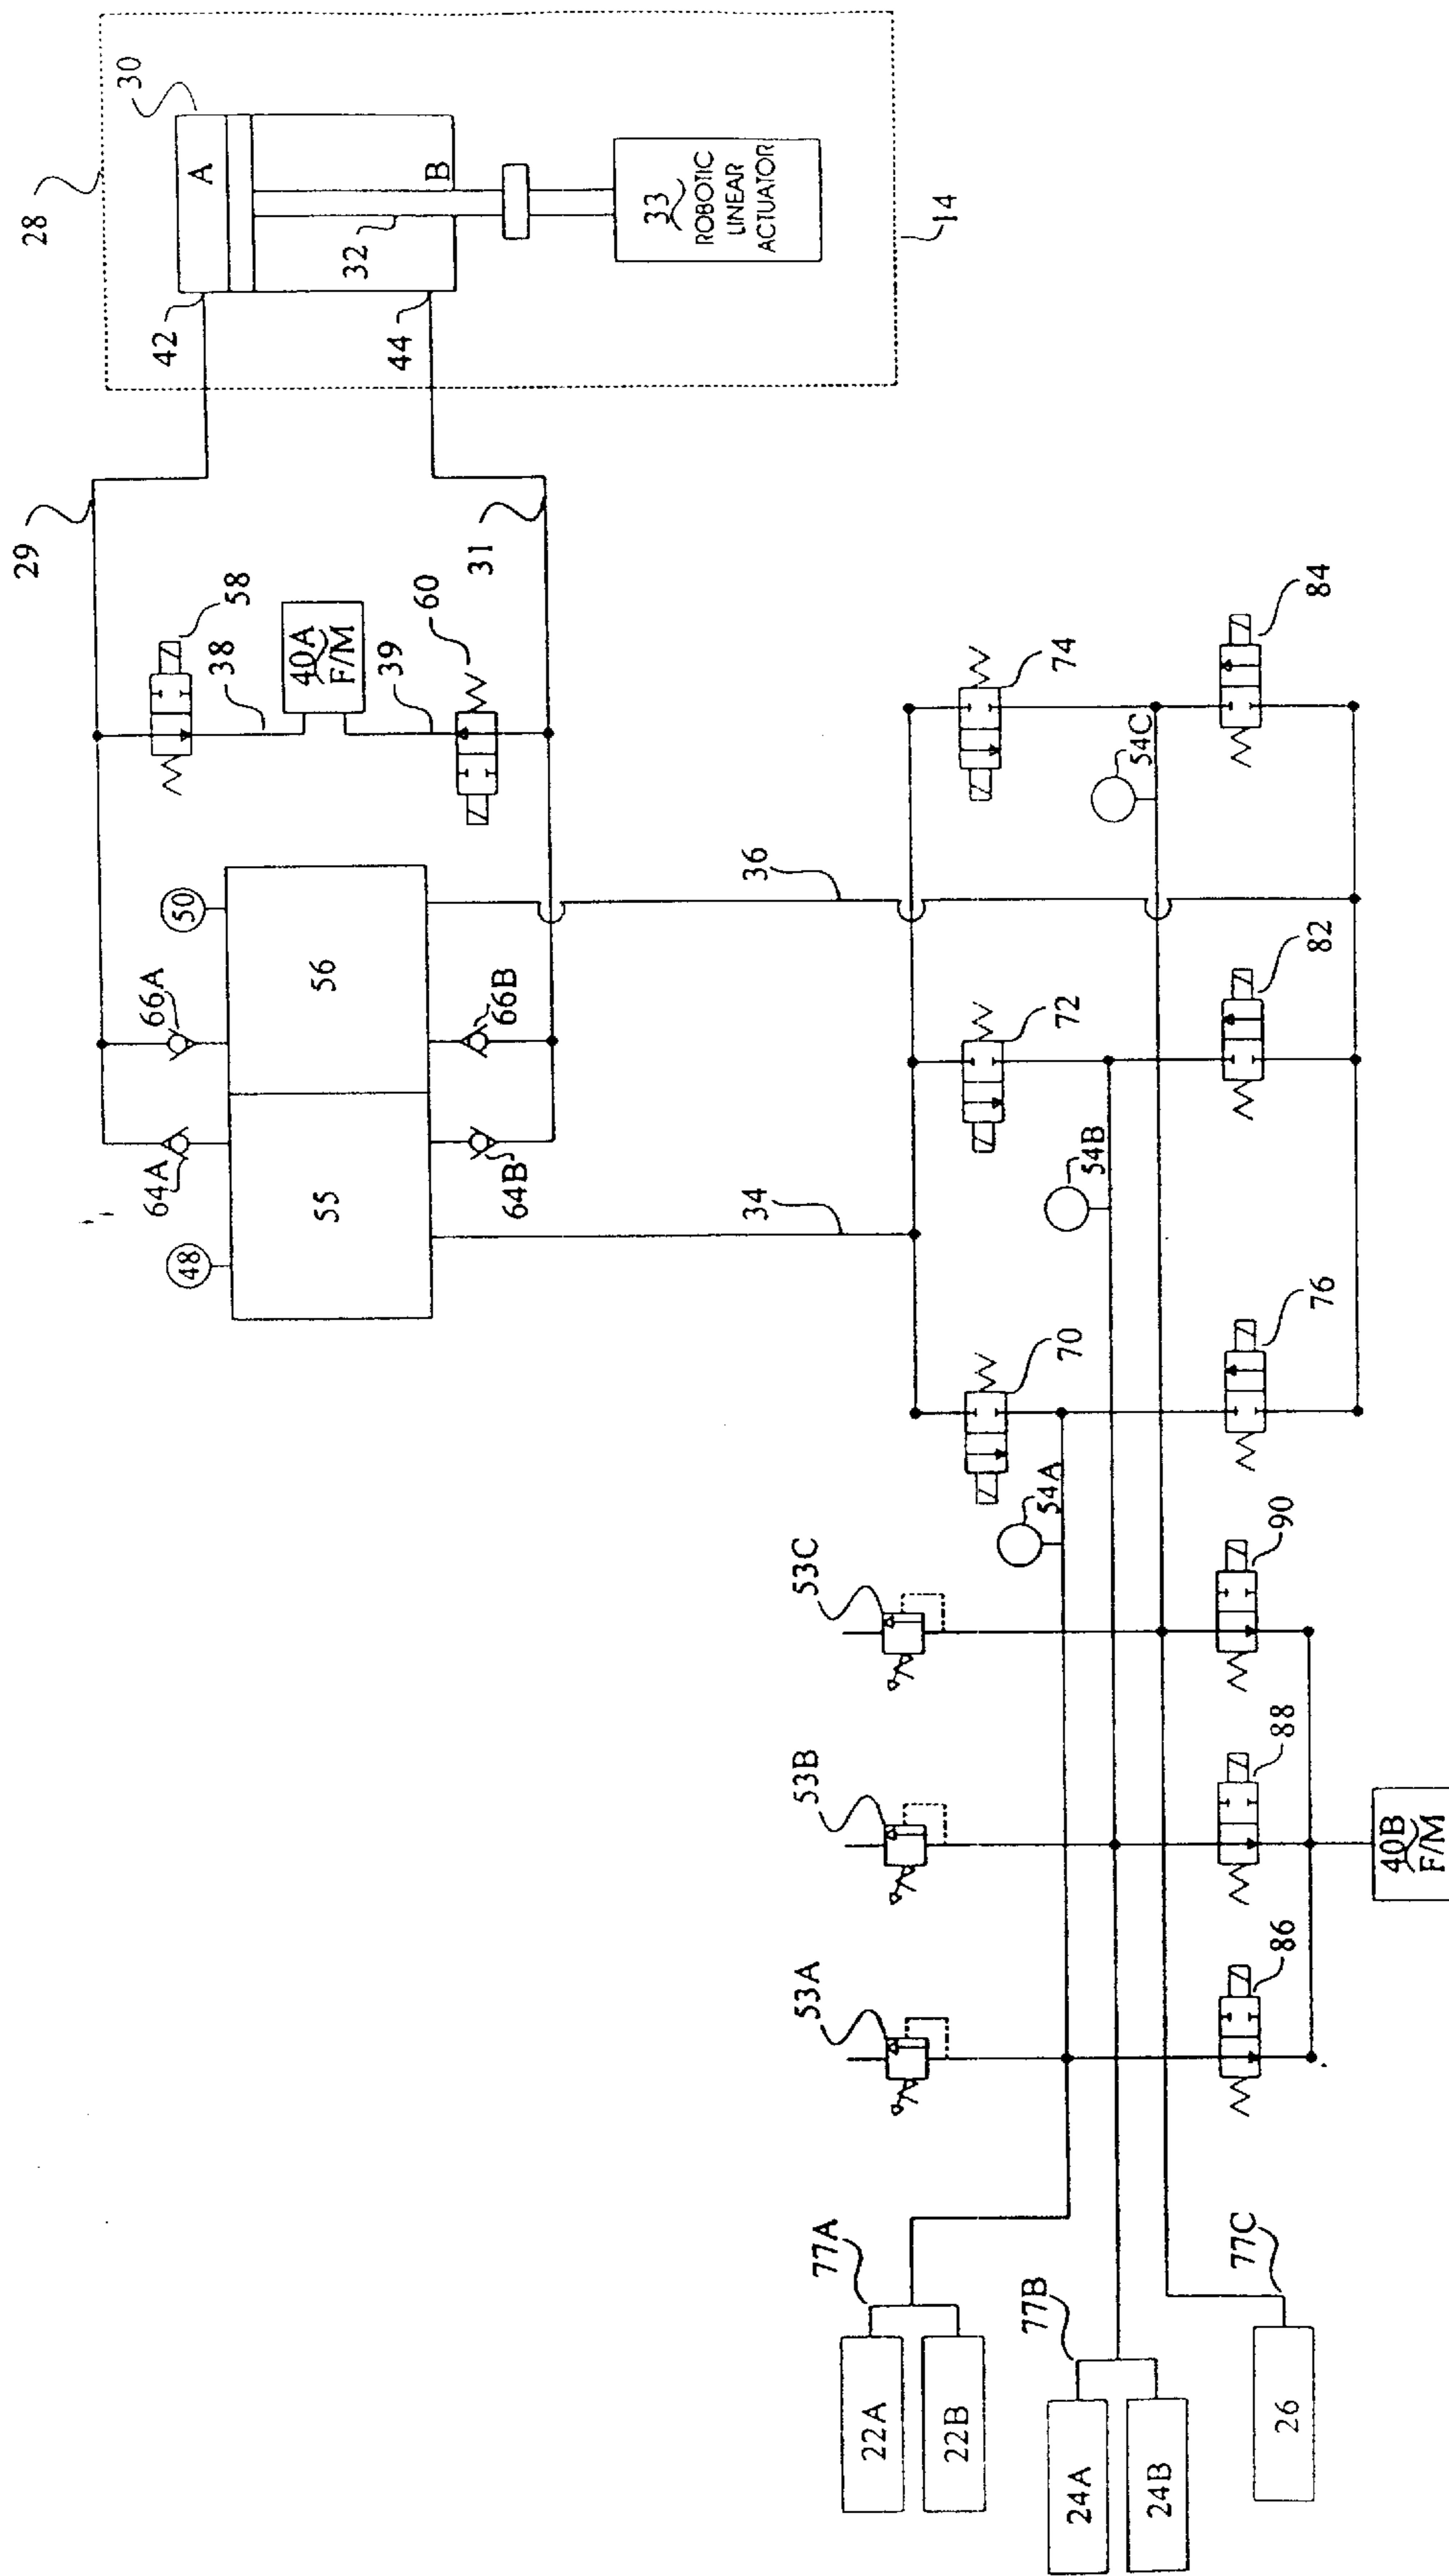 28
30
A
42
B
32
44
33
ROBOTIC
LINEAR
ACTUATOR
14
29
58
38
40A
F/M
39
60
31
50
66A
56
66B
64A
55
64B
48
36
34
74
84
54C
72
82
54B
70
76
54A
53C
90
53B
88
40B
F/M
53A
86
77A
22A
22B
77B
24A
24B
77C
26